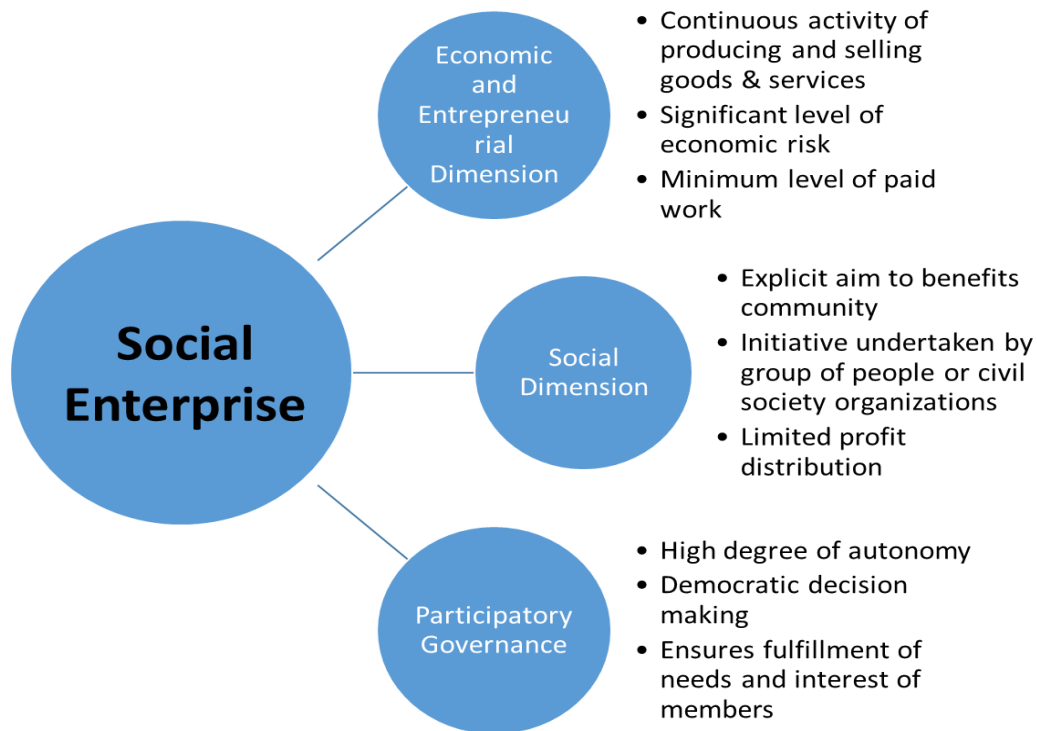 Social
Enterprise
Economic
and
Entrepreneu
rial
Dimension
• Continuous activity of
producing and selling
goods & services
• Significant level of
economic risk
• Minimum level of paid
work
Social
Dimension
• Explicit aim to benefits
community
• Initiative undertaken by
group of people or civil
society organizations
• Limited profit
distribution
Participatory
Governance
• High degree of autonomy
• Democratic decision
making
• Ensures fulfillment of
needs and interest of
members